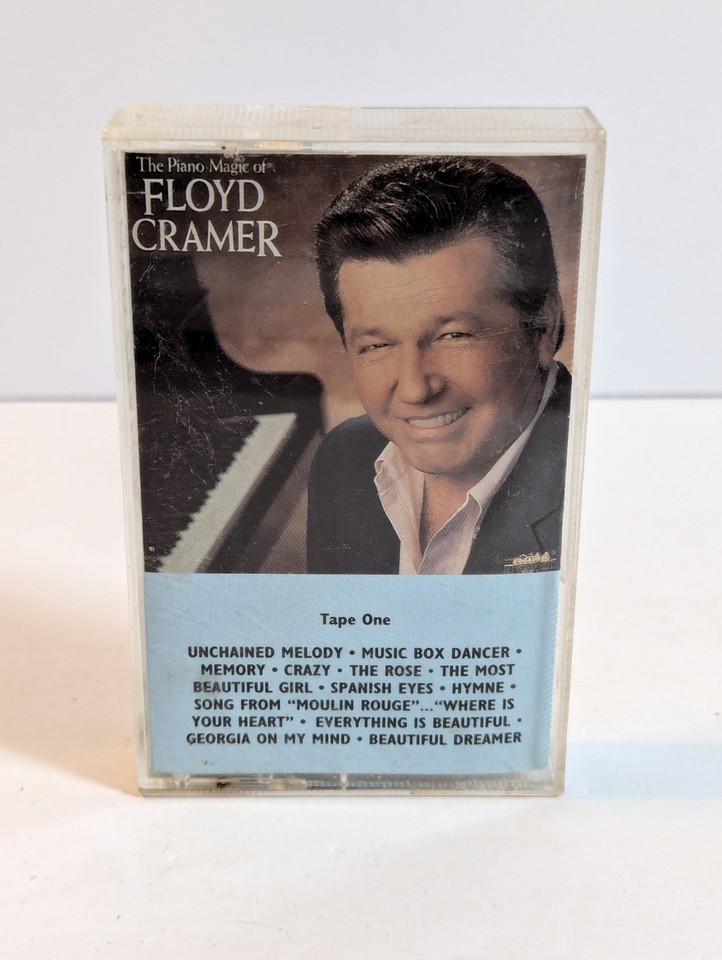 The Piano Magic of
FLOYD
CRAMER
Tape One
UNCHAINED MELODY • MUSIC BOX DANCER •
MEMORY • CRAZY • THE ROSE • THE MOST
BEAUTIFUL GIRL • SPANISH EYES • HYMNE •
SONG FROM “MOULIN ROUGE”...“WHERE IS
YOUR HEART” • EVERYTHING IS BEAUTIFUL •
GEORGIA ON MY MIND • BEAUTIFUL DREAMER